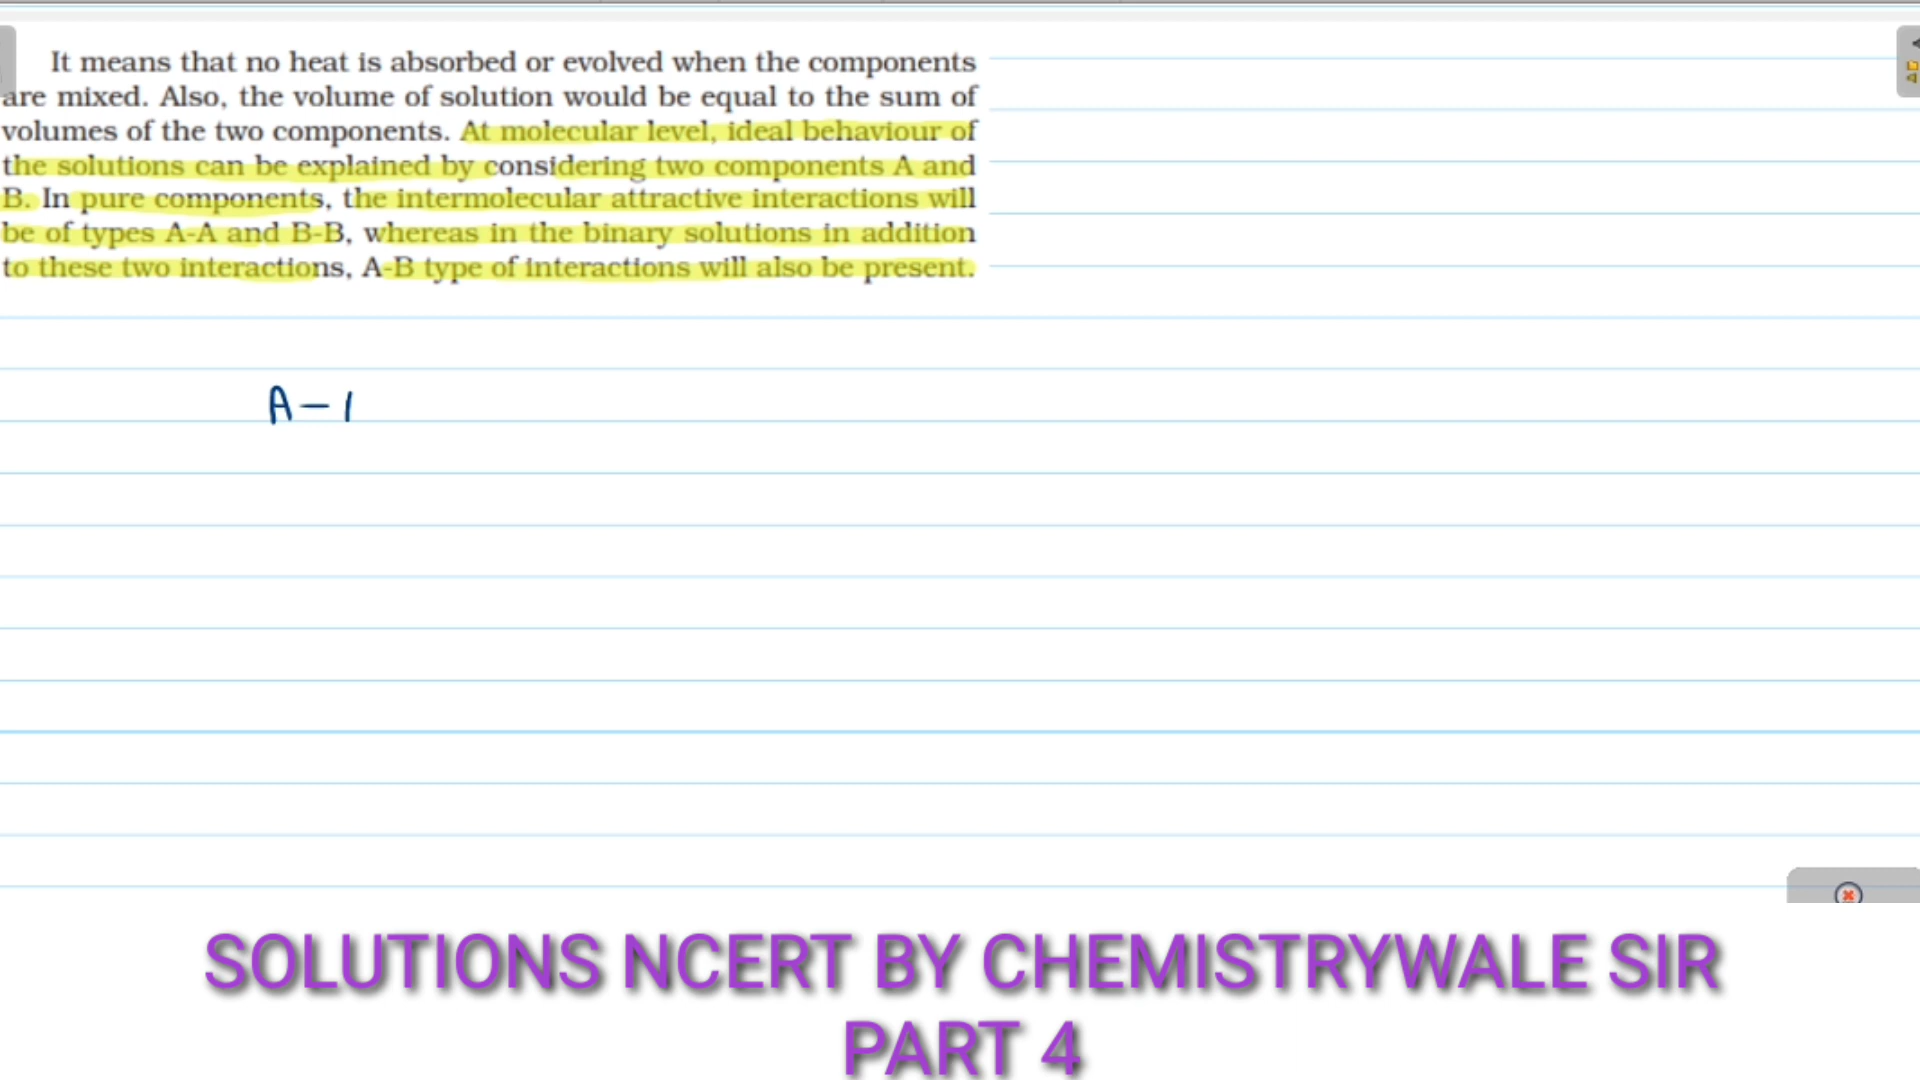 It means that no heat is absorbed or evolved when the components
are mixed. Also, the volume of solution would be equal to the sum of
volumes of the two components. At molecular level, ideal behaviour of
the solutions can be explained by considering two components A and
B. In pure components, the intermolecular attractive interactions will
be of types A-A and B-B, whereas in the binary solutions in addition
to these two interactions, A-B type of interactions will also be present.
A - 1
SOLUTIONS NCERT BY CHEMISTRYWALE SIR
PART 4